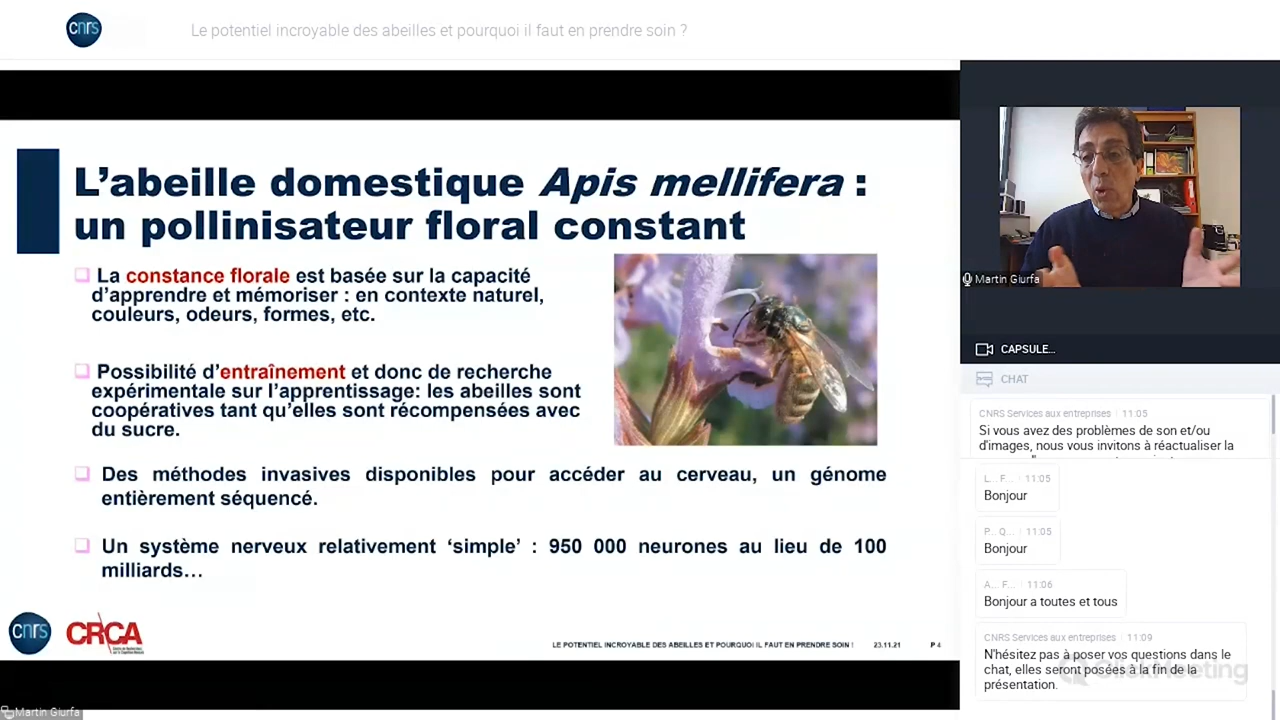 cnrs
Le potentiel incroyable des abeilles et pourquoi il faut en prendre soin ?
L'abeille domestique Apis mellifera :
un pollinisateur floral constant
La constance florale est basée sur la capacité
d'apprendre et mémoriser : en contexte naturel,
couleurs, odeurs, formes, etc.
Possibilité d'entraînement et donc de recherche
expérimentale sur l'apprentissage: les abeilles sont
coopératives tant qu'elles sont récompensées avec
du sucre.
Des méthodes invasives disponibles pour accéder au cerveau, un génome
entièrement séquencé.
Un système nerveux relativement ‘simple’ : 950 000 neurones au lieu de 100
milliards…
cnrs
CRCA
LE POTENTIEL INCROYABLE DES ABEILLES ET POURQUOI IL FAUT EN PRENDRE SOIN !
23.11.21
P 4
Martin Giurfa
Martin Giurfa
CAPSULE...
CHAT
CNRS Services aux entreprises 11:05
Si vous avez des problèmes de son et/ou
d'images, nous vous invitons à réactualiser la
L... F... 11:05
Bonjour
P... Q... 11:05
Bonjour
A... F... 11:06
Bonjour a toutes et tous
CNRS Services aux entreprises 11:09
N'hésitez pas à poser vos questions dans le
chat, elles seront posées à la fin de la
présentation.
ClickMeeting